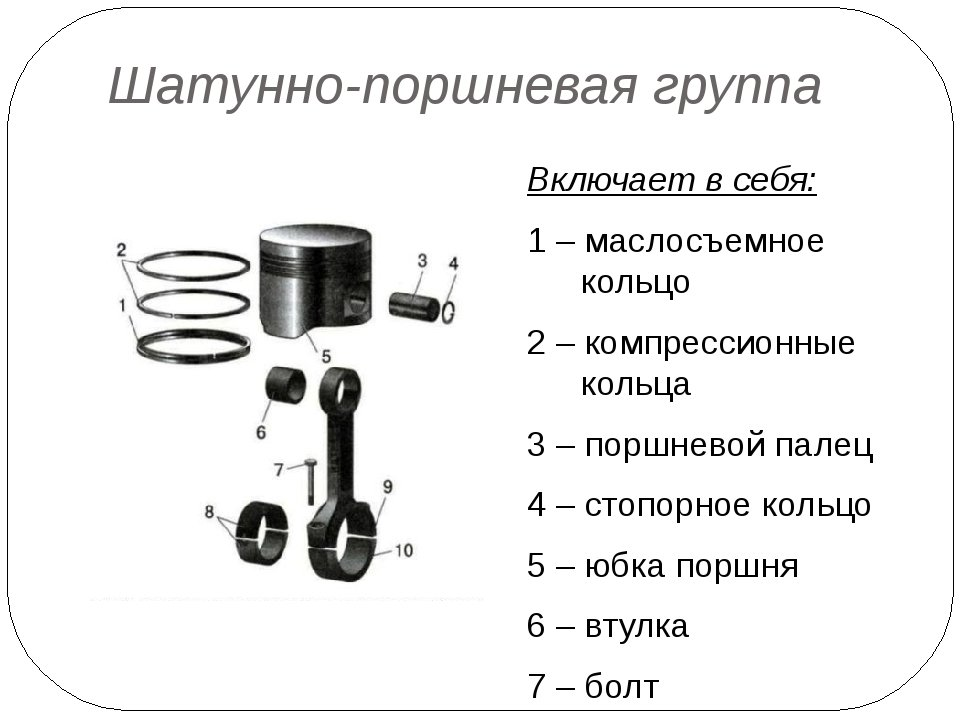 Шатунно-поршневая группа
Включает в себя:
1 – маслосъемное
кольцо
2 – компрессионные
кольца
3 – поршневой палец
4 – стопорное кольцо
5 – юбка поршня
6 – втулка
7 – болт
2
1
3
4
5
6
7
8
9
10